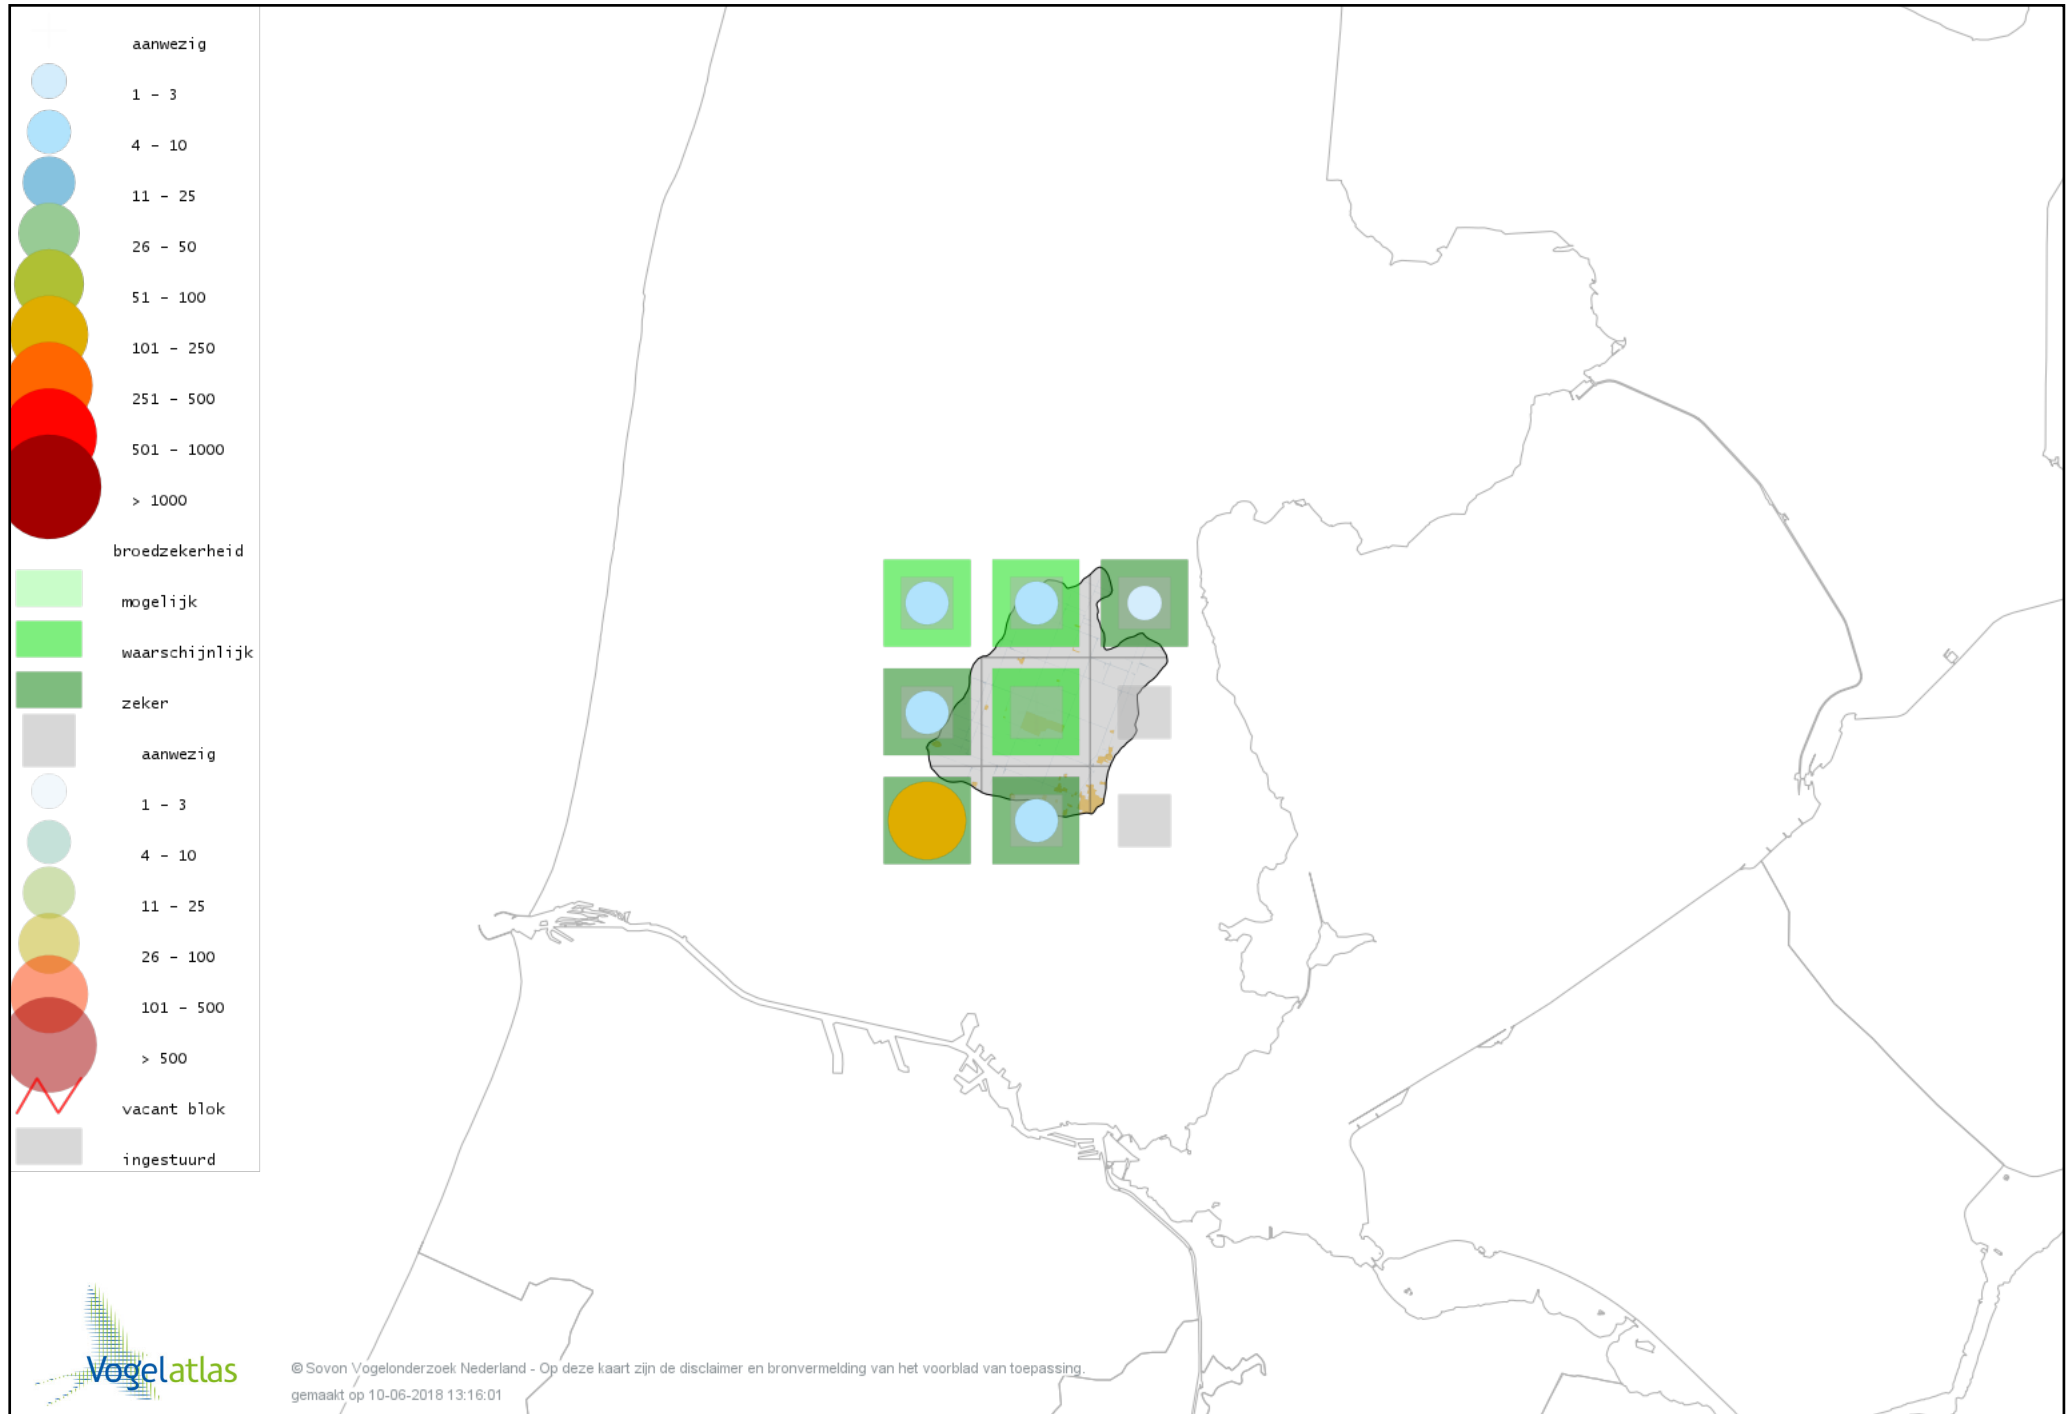 aanwezig
1 - 3
4 - 10
11 - 25
26 - 50
51 - 100
101 - 250
251 - 500
501 - 1000
> 1000
broedzekerheid
mogelijk
waarschijnlijk
zeker
aanwezig
1 - 3
4 - 10
11 - 25
26 - 100
101 - 500
> 500
vacant blok
ingestuurd
Vogelatlas
© Sovon Vogelonderzoek Nederland - Op deze kaart zijn de disclaimer en bronvermelding van het voorblad van toepassing.
gemaakt op 10-06-2018 13:16:01